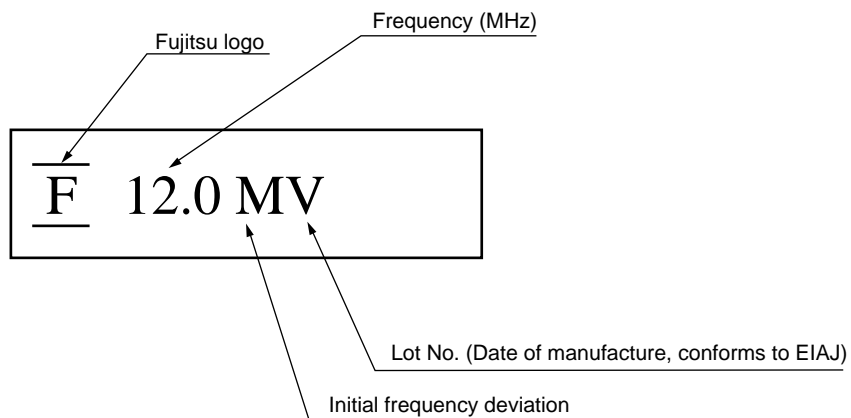 Frequency (MHz)
Fujitsu logo
F 12.0 MV
Lot No. (Date of manufacture, conforms to EIAJ)
Initial frequency deviation